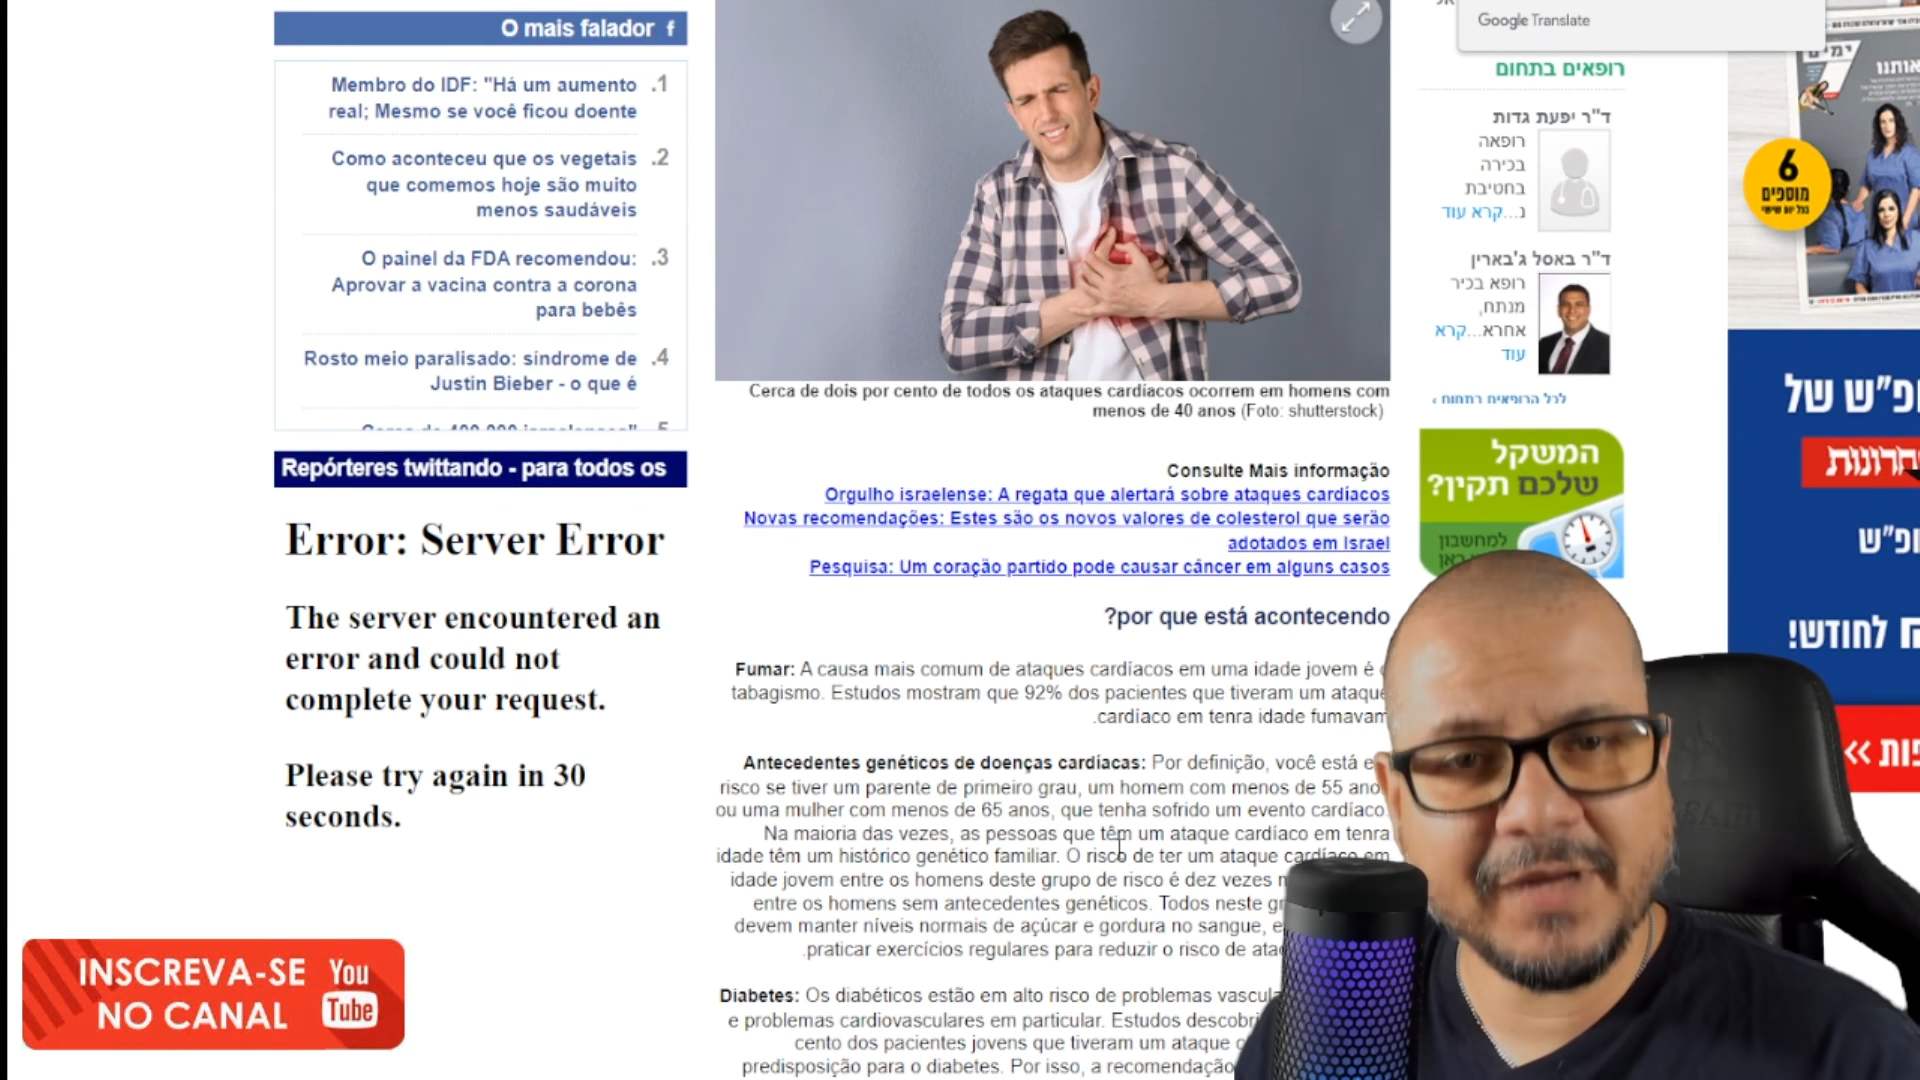 O mais falador f
Membro do IDF: "Há um aumento .1
real; Mesmo se você ficou doente
Como aconteceu que os vegetais .2
que comemos hoje são muito
menos saudáveis
O painel da FDA recomendou: .3
Aprovar a vacina contra a corona
para bebês
Rosto meio paralisado: síndrome de .4
Justin Bieber - o que é
Repórteres twittando - para todos os
Error: Server Error
The server encountered an
error and could not
complete your request.
Please try again in 30
seconds.
INSCREVA-SE
NO CANAL
You
Tube
Cerca de dois por cento de todos os ataques cardíacos ocorrem em homens com
menos de 40 anos (Foto: shutterstock)
Consulte Mais informação
Orgulho israelense: A regata que alertará sobre ataques cardíacos
Novas recomendações: Estes são os novos valores de colesterol que serão
adotados em Israel
Pesquisa: Um coração partido pode causar câncer em alguns casos
?por que está acontecendo
Fumar: A causa mais comum de ataques cardíacos em uma idade jovem é
tabagismo. Estudos mostram que 92% dos pacientes que tiveram um ataque
.cardíaco em tenra idade fumavam
Antecedentes genéticos de doenças cardíacas: Por definição, você está
risco se tiver um parente de primeiro grau, um homem com menos de 55
ou uma mulher com menos de 65 anos, que tenha sofrido um evento cardíaco.
Na maioria das vezes, as pessoas que têm um ataque cardíaco em tenra
idade têm um histórico genético familiar. O risco de ter um ataque cardíaco em
idade jovem entre os homens deste grupo de risco é dez vezes
entre os homens sem antecedentes genéticos. Todos neste
devem manter níveis normais de açúcar e gordura no sangue,
.praticar exercícios regulares para reduzir o risco de
Diabetes: Os diabéticos estão em alto risco de problemas
e problemas cardiovasculares em particular. Estudos
cento dos pacientes jovens que tiveram um ataque
predisposição para o diabetes. Por isso, a recomendação
Google Translate
רופאים בתחום
ד"ר יפעת גדות
רופאה
בכירה
בחטיבת
נ...קרא עוד
ד"ר באסל ג'בארין
רופא בכיר
מנתח,
אחרא...קרא
עוד
לכל הרופאים בתחום ›
המשקל
שלכם תקין?
למחשבון
6
מוספים
בכל יום שישי
ימים
אותנו
של
לחודש!